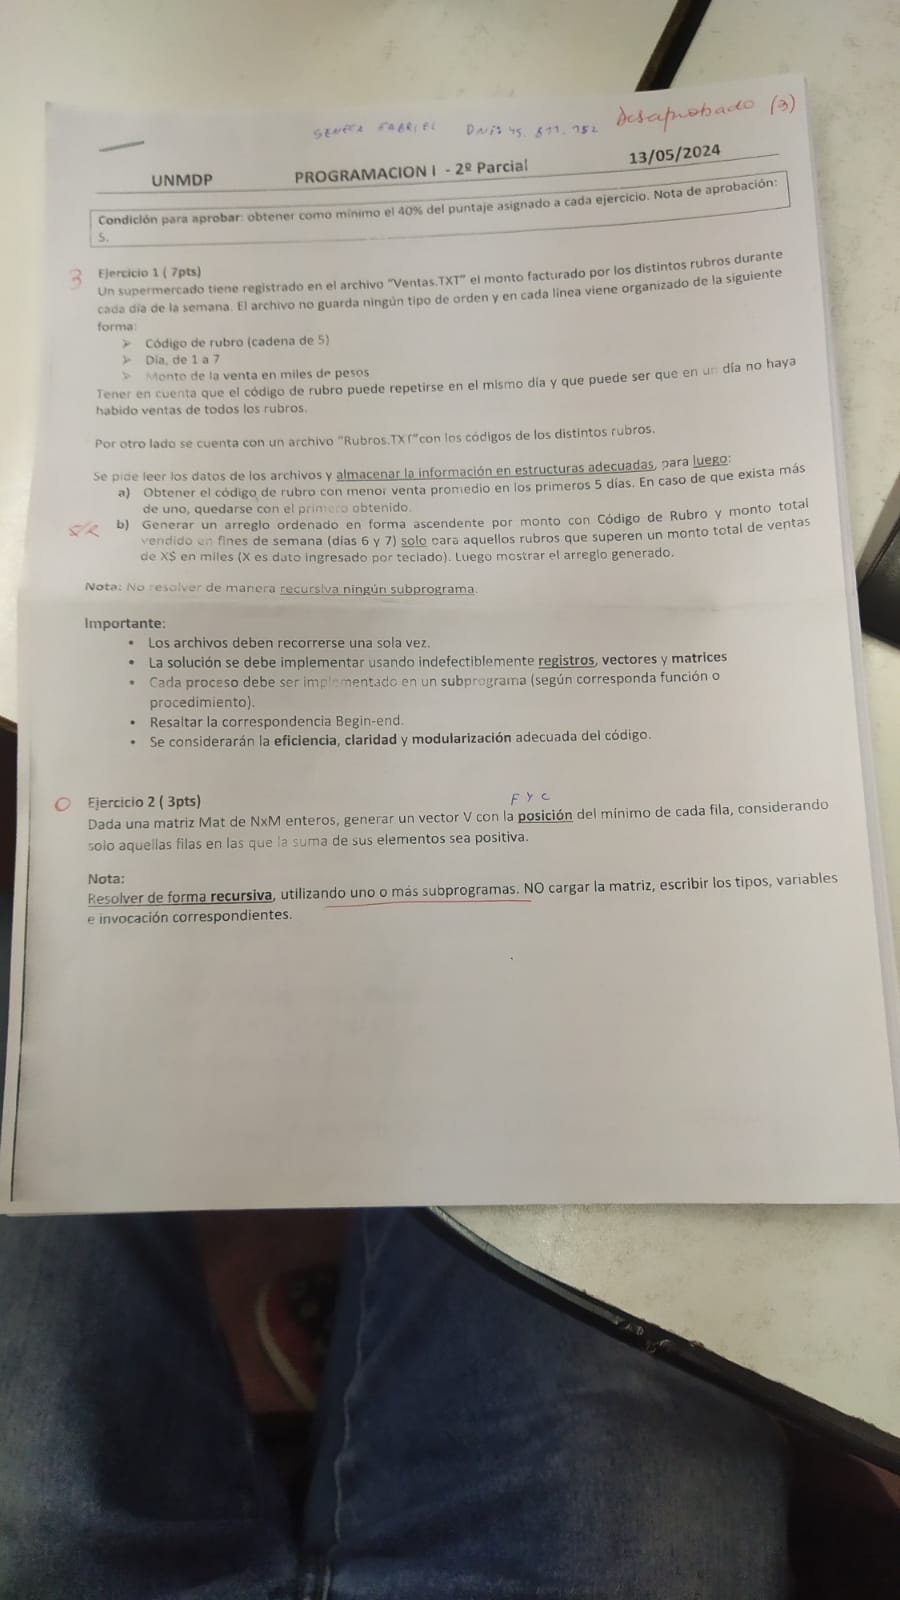 SENECA GABRIEL DNI: 45. 877. 752 Desaprobado (3)
UNMDP PROGRAMACION I - 2º Parcial 13/05/2024
Condición para aprobar: obtener como mínimo el 40% del puntaje asignado a cada ejercicio. Nota de aprobación:
5.
3 Ejercicio 1 ( 7pts)
Un supermercado tiene registrado en el archivo "Ventas.TXT" el monto facturado por los distintos rubros durante
cada día de la semana. El archivo no guarda ningún tipo de orden y en cada línea viene organizado de la siguiente
forma:
➢ Código de rubro (cadena de 5)
➢ Día, de 1 a 7
➢ Monto de la venta en miles de pesos
Tener en cuenta que el código de rubro puede repetirse en el mismo día y que puede ser que en un día no haya
habido ventas de todos los rubros.
Por otro lado se cuenta con un archivo "Rubros.TXT"con los códigos de los distintos rubros.
Se pide leer los datos de los archivos y almacenar la información en estructuras adecuadas, para luego:
a) Obtener el código de rubro con menor venta promedio en los primeros 5 días. En caso de que exista más
de uno, quedarse con el primero obtenido.
S/R b) Generar un arreglo ordenado en forma ascendente por monto con Código de Rubro y monto total
vendido en fines de semana (días 6 y 7) solo para aquellos rubros que superen un monto total de ventas
de X$ en miles (X es dato ingresado por teclado). Luego mostrar el arreglo generado.
Nota: No resolver de manera recursiva ningún subprograma.
Importante:
• Los archivos deben recorrerse una sola vez.
• La solución se debe implementar usando indefectiblemente registros, vectores y matrices
• Cada proceso debe ser implementado en un subprograma (según corresponda función o
procedimiento).
• Resaltar la correspondencia Begin-end.
• Se considerarán la eficiencia, claridad y modularización adecuada del código.
0 Ejercicio 2 ( 3pts)
F Y C
Dada una matriz Mat de NxM enteros, generar un vector V con la posición del mínimo de cada fila, considerando
solo aquellas filas en las que la suma de sus elementos sea positiva.
Nota:
Resolver de forma recursiva, utilizando uno o más subprogramas. NO cargar la matriz, escribir los tipos, variables
e invocación correspondientes.